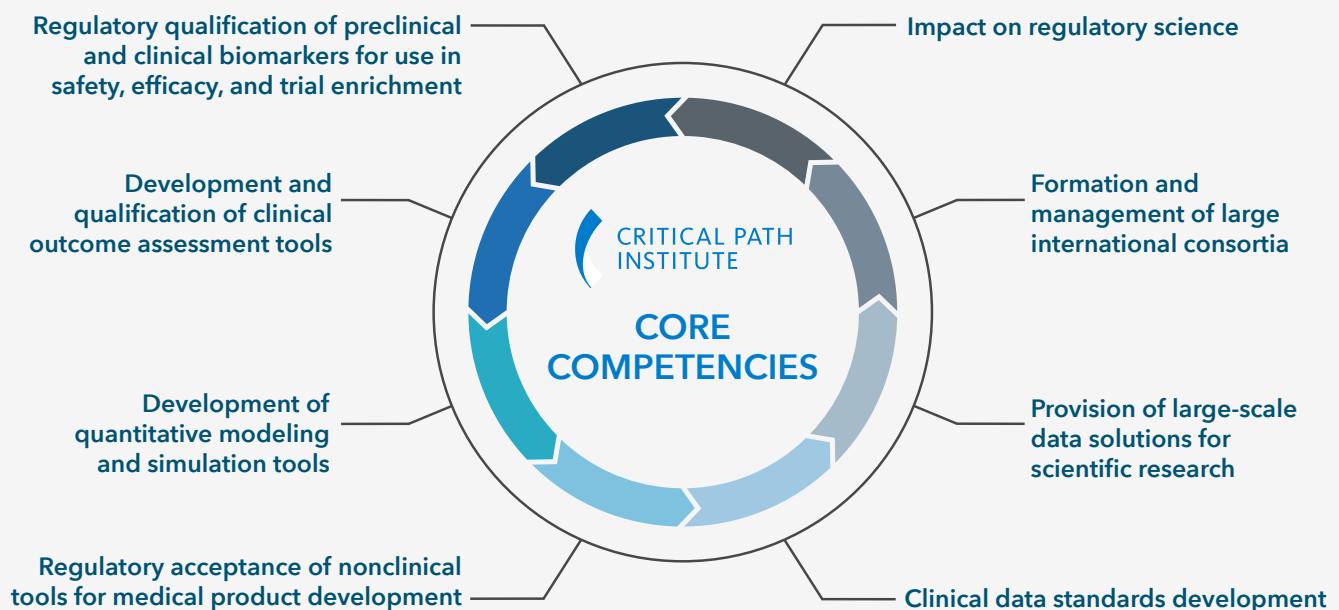 Regulatory qualification of preclinical
and clinical biomarkers for use in
safety, efficacy, and trial enrichment
Impact on regulatory science
Development and
qualification of clinical
outcome assessment tools
Formation and
management of large
international consortia
CRITICAL PATH
INSTITUTE
CORE
COMPETENCIES
Development of
quantitative modeling
and simulation tools
Provision of large-scale
data solutions for
scientific research
Regulatory acceptance of nonclinical
tools for medical product development
Clinical data standards development